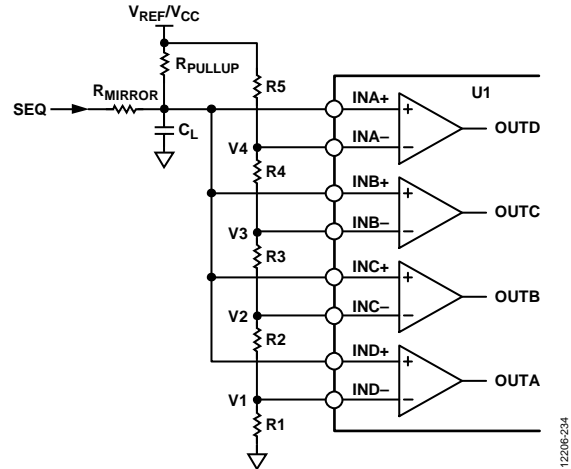 VREF/VCC
RPULLUP
R5
U1
RMIRROR
INA+
+
SEQ
OUTD
CL
INA–
–
V4
R4
INB+
+
OUTC
V3
INB–
–
R3
INC+
+
OUTB
V2
INC–
–
R2
IND+
+
OUTA
V1
IND–
–
R1
12206-234